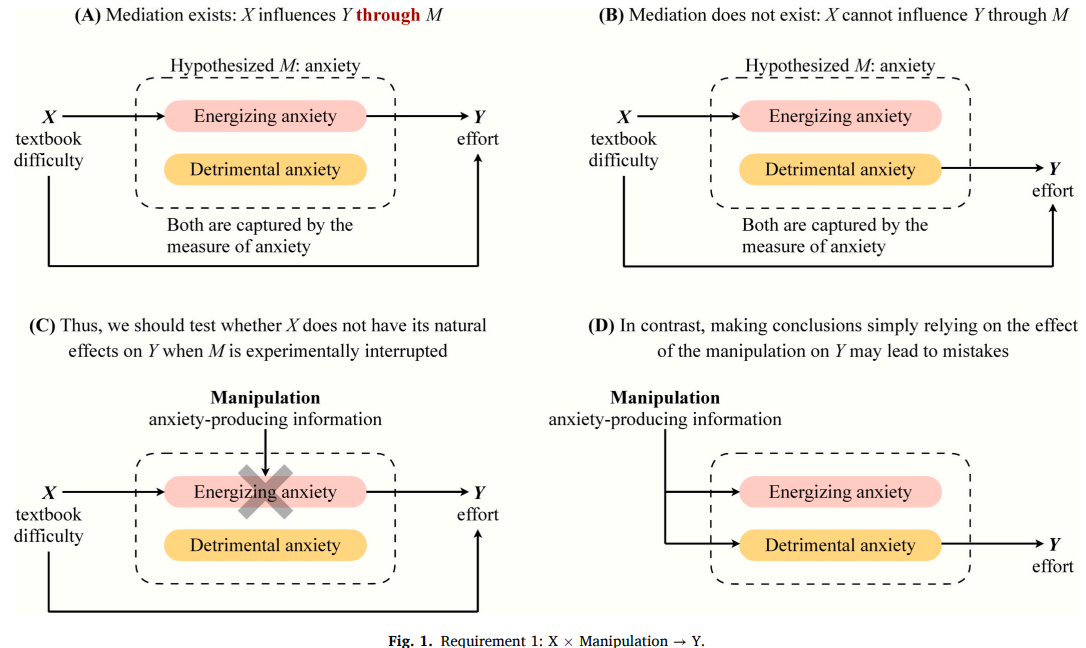 (A) Mediation exists: X influences Y through M
Hypothesized M: anxiety
X
textbook
difficulty
Energizing anxiety
Detrimental anxiety
Y
effort
Both are captured by the
measure of anxiety
(B) Mediation does not exist: X cannot influence Y through M
Hypothesized M: anxiety
X
textbook
difficulty
Energizing anxiety
Detrimental anxiety
Y
effort
Both are captured by the
measure of anxiety
(C) Thus, we should test whether X does not have its natural
effects on Y when M is experimentally interrupted
Manipulation
anxiety-producing information
X
textbook
difficulty
Energizing anxiety
Detrimental anxiety
Y
effort
(D) In contrast, making conclusions simply relying on the effect
of the manipulation on Y may lead to mistakes
Manipulation
anxiety-producing information
Energizing anxiety
Detrimental anxiety
Y
effort
Fig. 1. Requirement 1: X × Manipulation → Y.